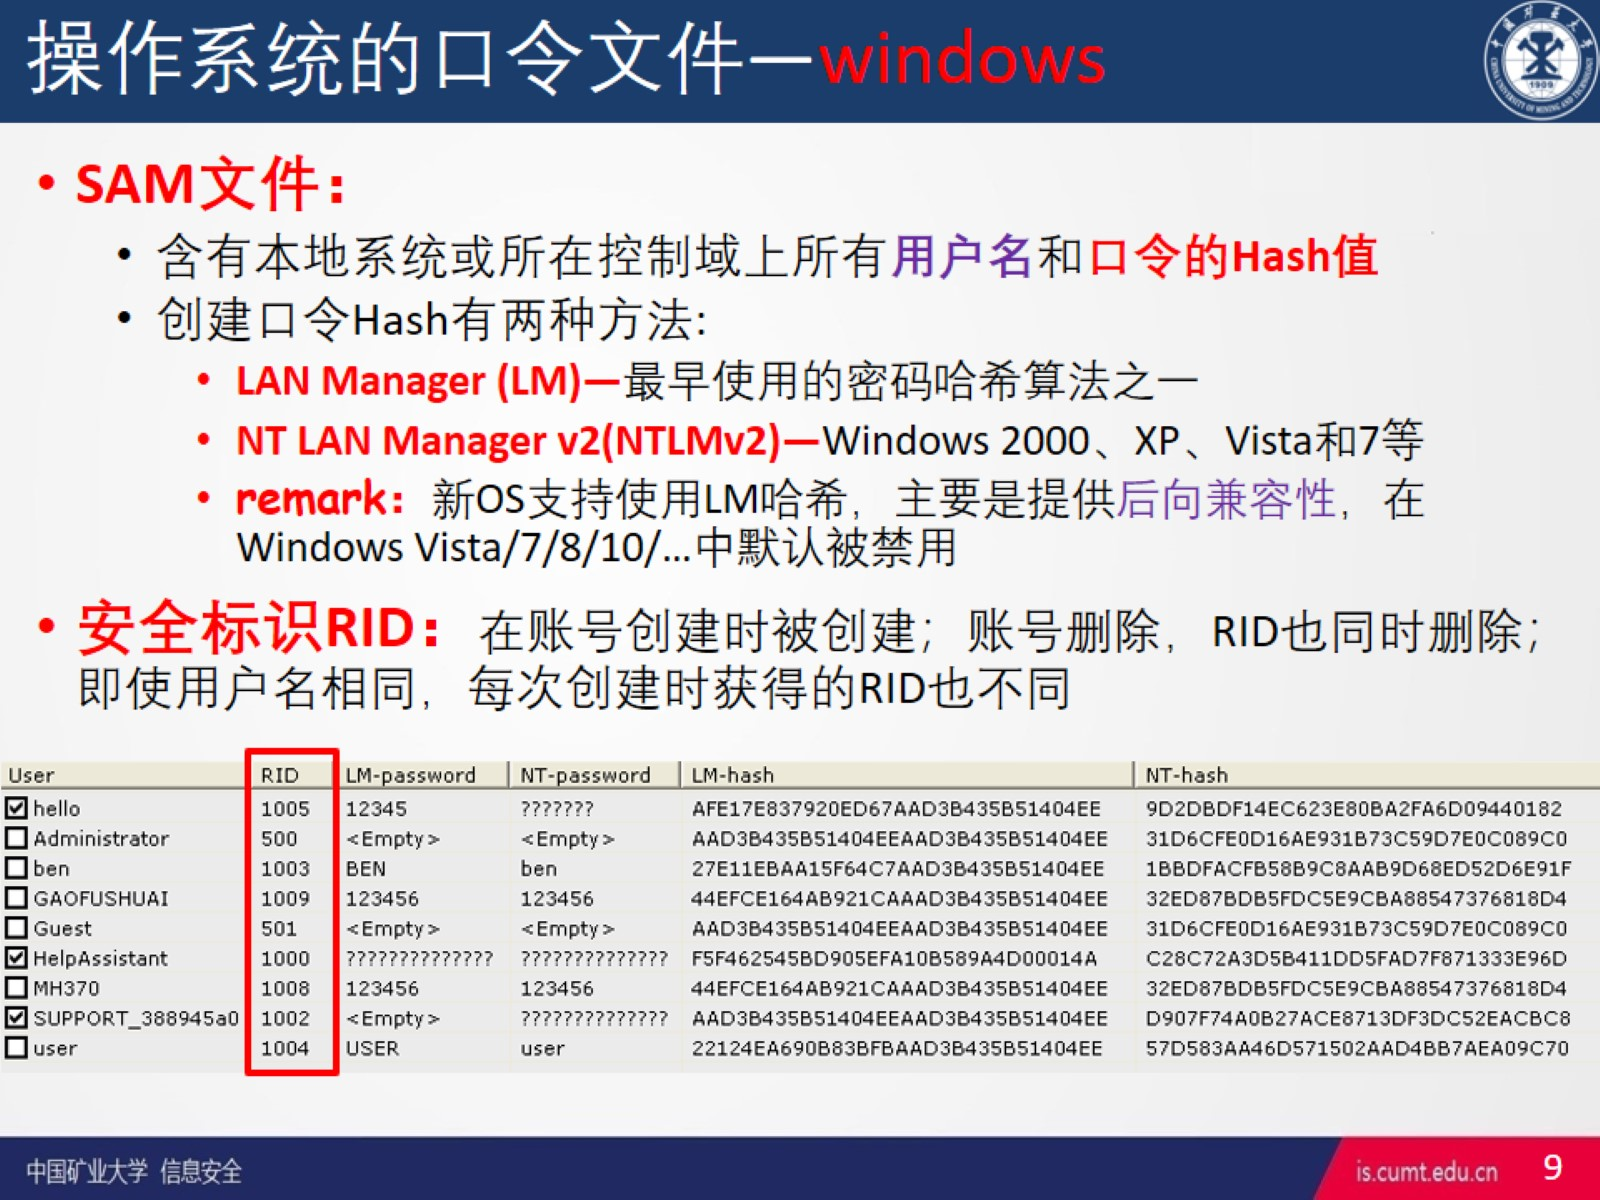 操作系统的口令文件—windows
• SAM文件：
• 含有本地系统或所在控制域上所有用户名和口令的Hash值
• 创建口令Hash有两种方法:
• LAN Manager (LM)—最早使用的密码哈希算法之一
• NT LAN Manager v2(NTLMv2)—Windows 2000、XP、Vista和7等
• remark：新OS支持使用LM哈希，主要是提供后向兼容性，在
Windows Vista/7/8/10/…中默认被禁用
• 安全标识RID：在账号创建时被创建；账号删除，RID也同时删除；
即使用户名相同，每次创建时获得的RID也不同
User RID LM-password NT-password LM-hash NT-hash
hello 1005 12345 ??????? AFE17E837920ED67AAD3B435B51404EE 9D2DBDF14EC623E80BA2FA6D09440182
Administrator 500 <Empty> <Empty> AAD3B435B51404EEAAD3B435B51404EE 31D6CFE0D16AE931B73C59D7E0C089C0
ben 1003 BEN ben 27E11EBAA15F64C7AAD3B435B51404EE 1BBDFACFB58B9C8AAB9D68ED52D6E91F
GAOFUSHUAI 1009 123456 123456 44EFCE164AB921CAAAD3B435B51404EE 32ED87BDB5FDC5E9CBA88547376818D4
Guest 501 <Empty> <Empty> AAD3B435B51404EEAAD3B435B51404EE 31D6CFE0D16AE931B73C59D7E0C089C0
HelpAssistant 1000 ?????????????? ?????????????? F5F462545BD905EFA10B589A4D00014A C28C72A3D5B411DD5FAD7F871333E96D
MH370 1008 123456 123456 44EFCE164AB921CAAAD3B435B51404EE 32ED87BDB5FDC5E9CBA88547376818D4
SUPPORT_388945a0 1002 <Empty> ?????????????? AAD3B435B51404EEAAD3B435B51404EE D907F74A0B27ACE8713DF3DC52EACBC8
user 1004 USER user 22124EA690B83BFBAAD3B435B51404EE 57D583AA46D571502AAD4BB7AEA09C70
中国矿业大学 信息安全
is.cumt.edu.cn 9
1909
CHINA UNIVERSITY OF MINING AND TECHNOLOGY